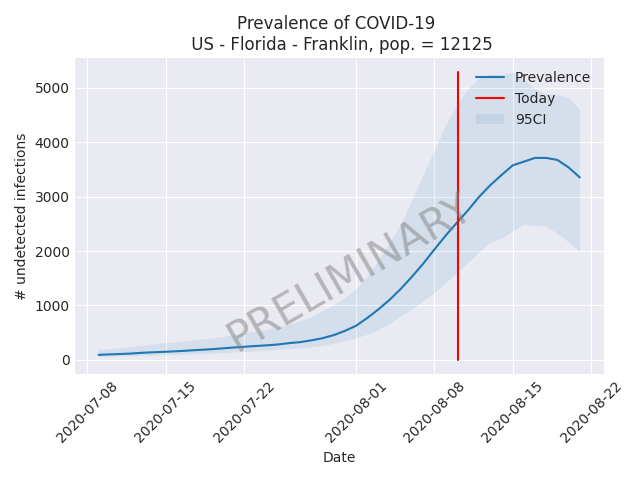 Prevalence of COVID-19
US - Florida - Franklin, pop. = 12125
Prevalence
Today
95CI
PRELIMINARY
# undetected infections
5000
4000
3000
2000
1000
0
2020-07-08
2020-07-15
2020-07-22
2020-08-01
2020-08-08
2020-08-15
2020-08-22
Date